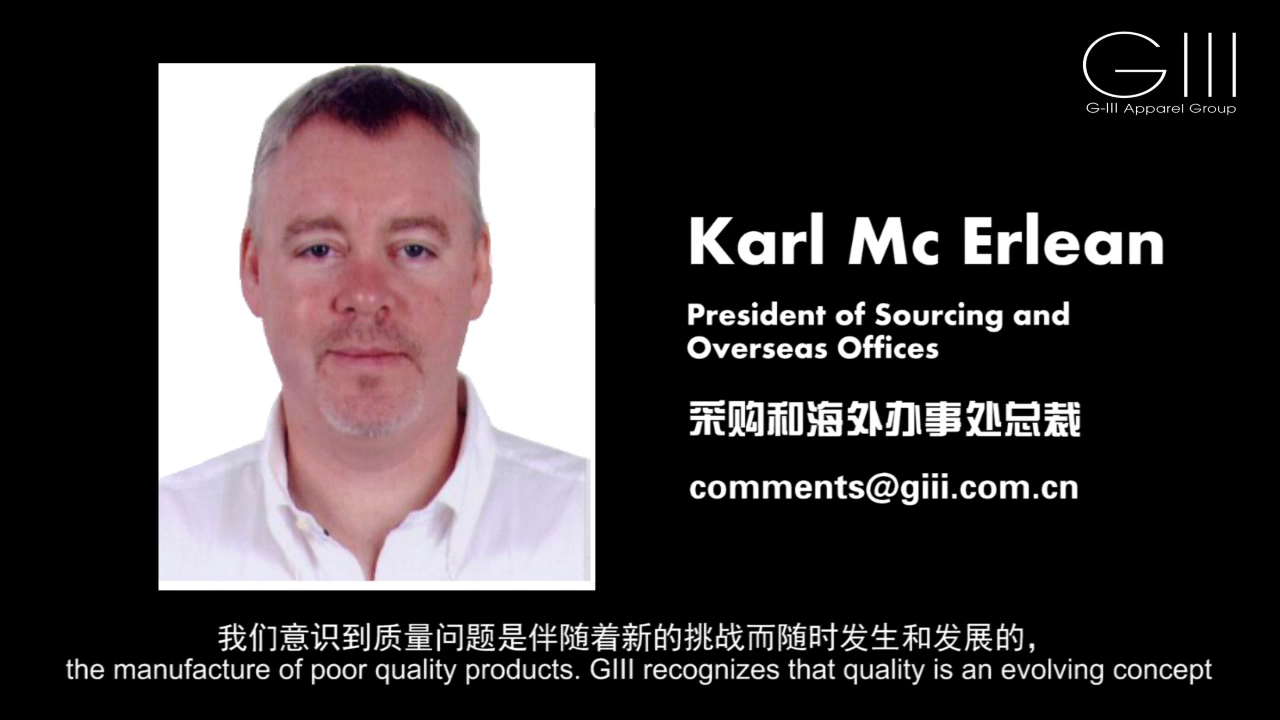 GIII
G-III Apparel Group
Karl Mc Erlean
President of Sourcing and
Overseas Offices
采购和海外办事处总裁
comments@giii.com.cn
我们意识到质量问题是伴随着新的挑战而随时发生和发展的，
the manufacture of poor quality products. GIII recognizes that quality is an evolving concept